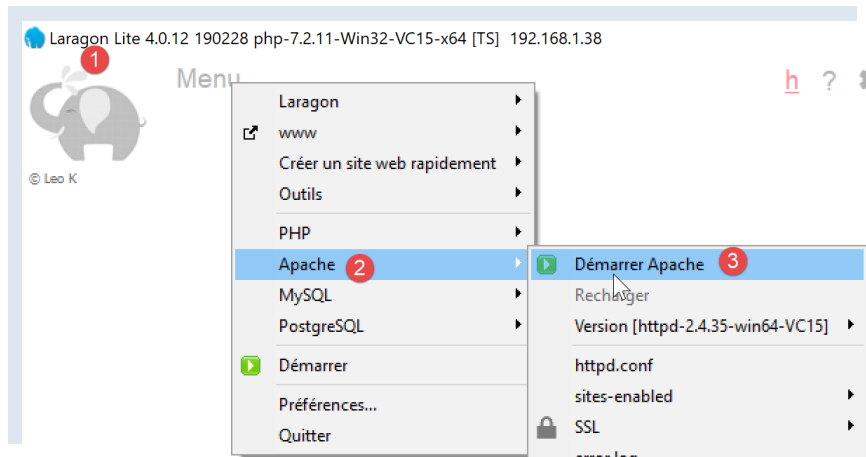 Laragon Lite 4.0.12 190228 php-7.2.11-Win32-VC15-x64 [TS] 192.168.1.38
1
Menu
h ?
© Leo K
Laragon
www
Créer un site web rapidement
Outils
PHP
Apache 2
MySQL
PostgreSQL
Démarrer
Préférences...
Quitter
Démarrer Apache 3
Recharger
Version [httpd-2.4.35-win64-VC15]
httpd.conf
sites-enabled
SSL
error.log